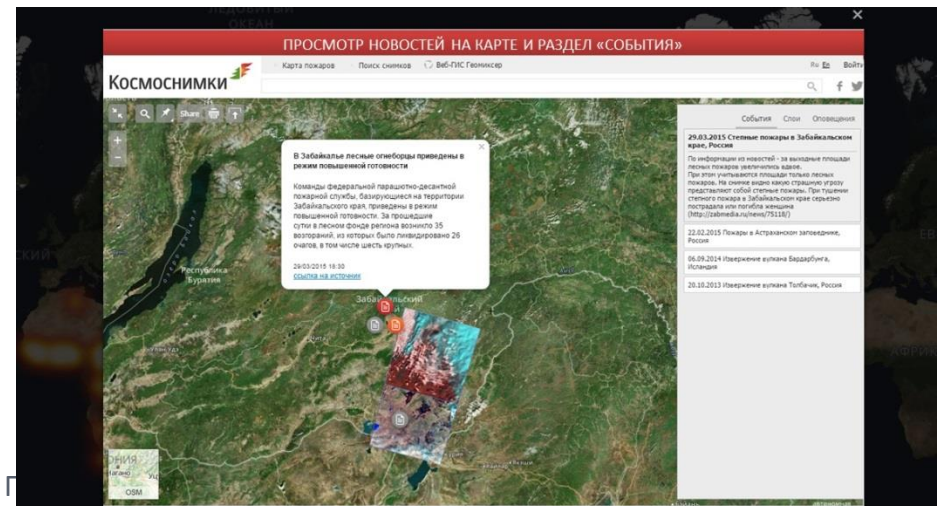 ЛЕДОВИТЫЙ
ОКЕАН
ПРОСМОТР НОВОСТЕЙ НА КАРТЕ И РАЗДЕЛ «СОБЫТИЯ»
Космоснимки
Карта пожаров Поиск снимков Веб-ГИС Геомиксер
Ru En Войти
Share
События Слои Оповещения
29.03.2015 Степные пожары в Забайкальском
крае, Россия
По информации из новостей - за выходные площади
лесных пожаров увеличились вдвое.
При этом учитываются площади только лесных
пожаров. На снимке видно какую страшную угрозу
представляют собой степные пожары. При тушении
степного пожара в Забайкальском крае серьезно
пострадала или погибла женщина
(http://zabmedia.ru/news/75118/)
22.02.2015 Пожары в Астраханском заповеднике,
Россия
06.09.2014 Извержение вулкана Бардарбунга,
Исландия
20.10.2013 Извержение вулкана Толбачик, Россия
В Забайкалье лесные огнеборцы приведены в
режим повышенной готовности
Команды федеральной парашютно-десантной
пожарной службы, базирующиеся на территории
Забайкальского края, приведены в режим
повышенной готовности. За прошедшие
сутки в лесном фонде региона возникло 35
возгораний, из которых было ликвидировано 26
очагов, в том числе шесть крупных.
29/03/2015 16:30
ссылка на источник
Республика
Бурятия
Забайкальский
Чита
OSM